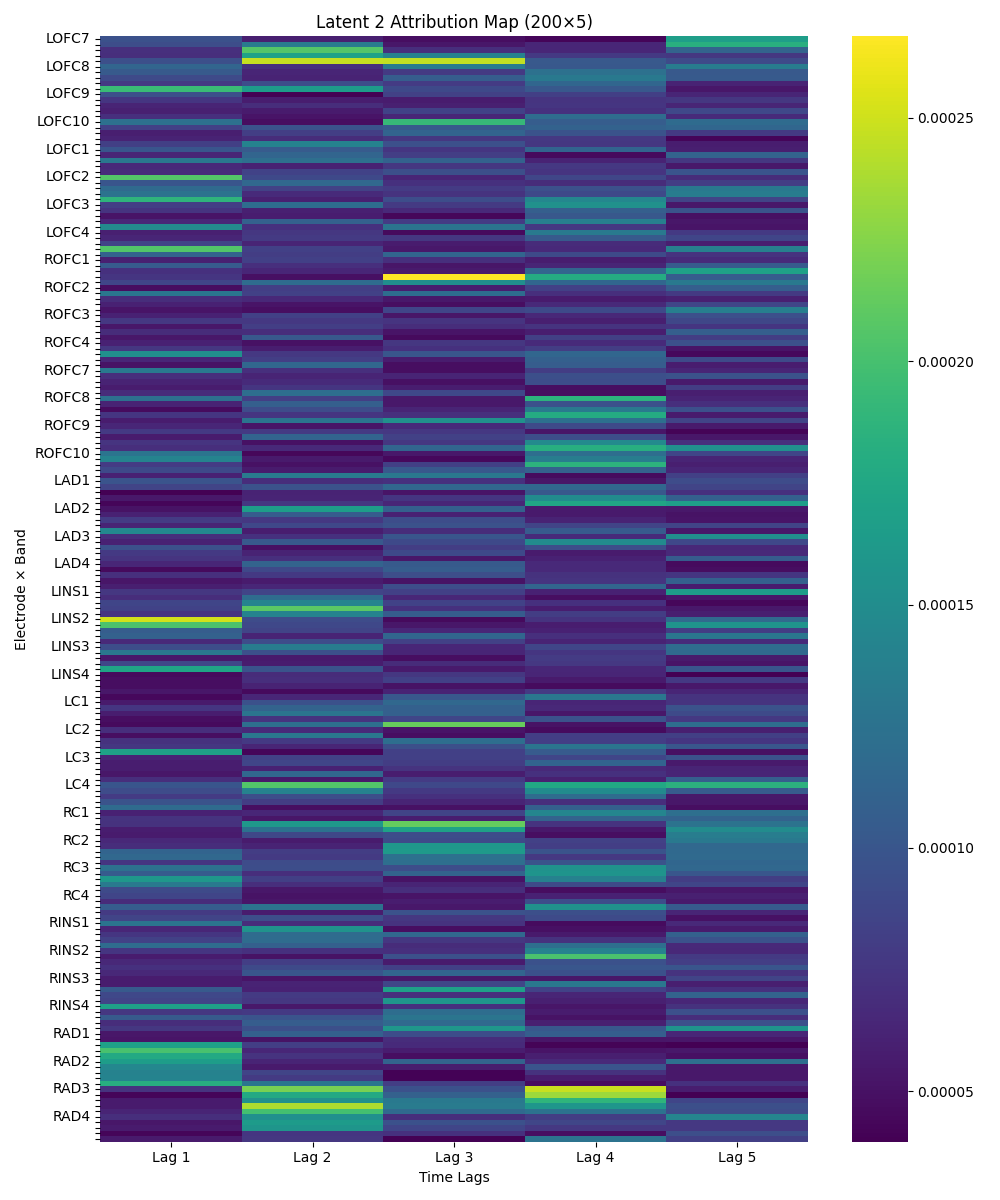 Latent 2 Attribution Map (200×5)
LOFC7
LOFC8
LOFC9
LOFC10
LOFC1
LOFC2
LOFC3
LOFC4
ROFC1
ROFC2
ROFC3
ROFC4
ROFC7
ROFC8
ROFC9
ROFC10
LAD1
LAD2
LAD3
LAD4
LINS1
LINS2
LINS3
LINS4
LC1
LC2
LC3
LC4
RC1
RC2
RC3
RC4
RINS1
RINS2
RINS3
RINS4
RAD1
RAD2
RAD3
RAD4
Electrode × Band
Lag 1
Lag 2
Lag 3
Lag 4
Lag 5
Time Lags
0.00025
0.00020
0.00015
0.00010
0.00005